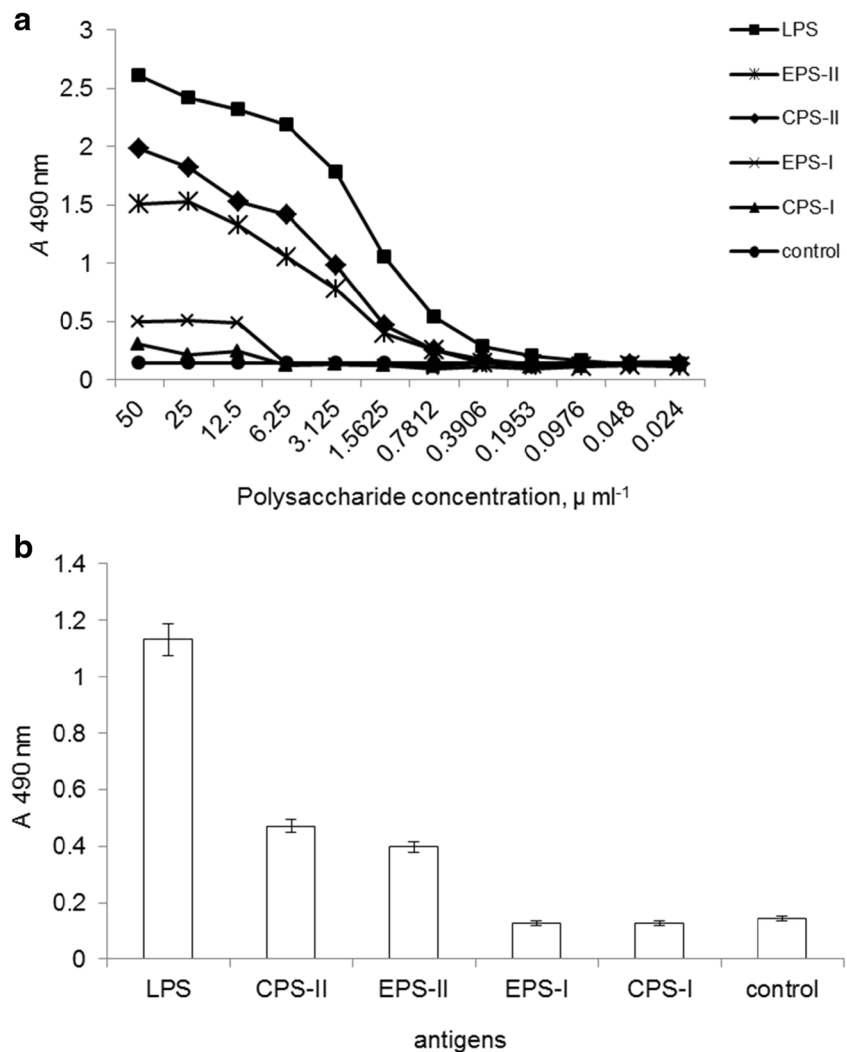 a
3
2.5
2
1.5
1
0.5
0
A 490 nm
50
25
12.5
6.25
3.125
1.5625
0.7812
0.3906
0.1953
0.0976
0.048
0.024
Polysaccharide concentration, µ ml-1
LPS
EPS-II
CPS-II
EPS-I
CPS-I
control
b
1.4
1.2
1
0.8
0.6
0.4
0.2
0
A 490 nm
LPS
CPS-II
EPS-II
EPS-I
CPS-I
control
antigens